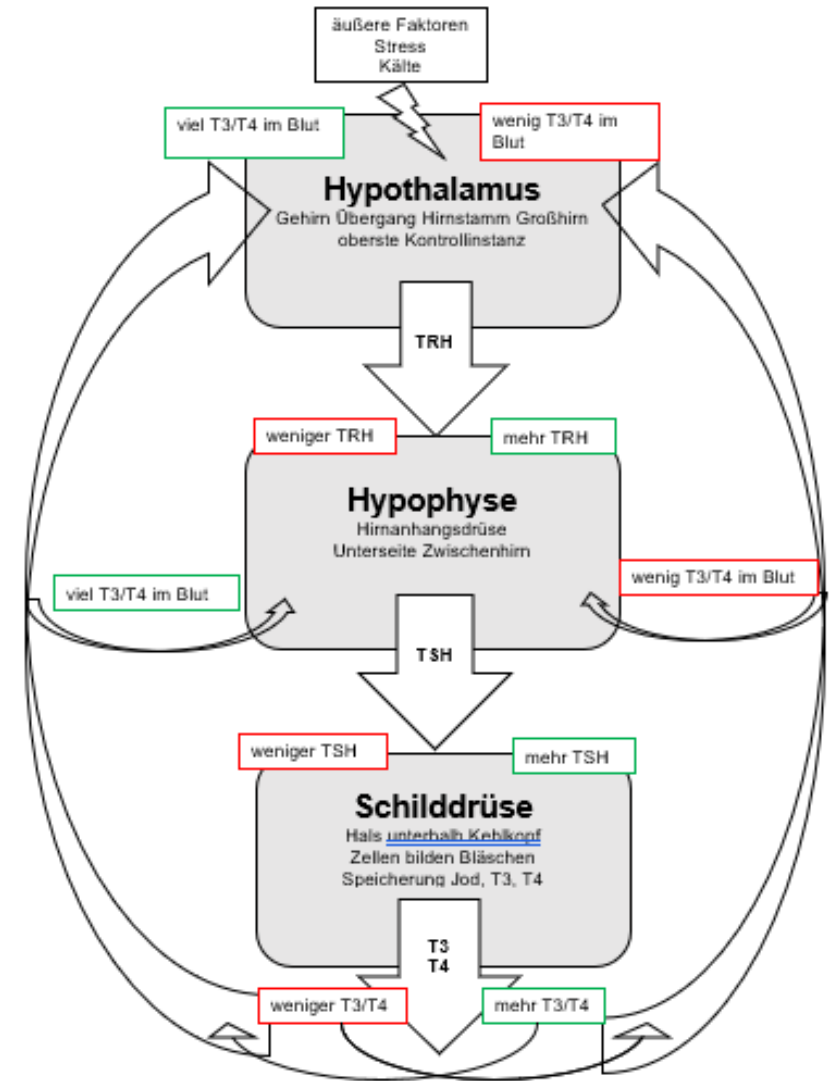 äußere Faktoren
Stress
Kälte
viel T3/T4 im Blut
wenig T3/T4 im
Blut
Hypothalamus
Gehirn Übergang Hirnstamm Großhirn
oberste Kontrollinstanz
TRH
weniger TRH
mehr TRH
Hypophyse
Hirnanhangsdrüse
Unterseite Zwischenhirn
viel T3/T4 im Blut
wenig T3/T4 im Blut
TSH
weniger TSH
mehr TSH
Schilddrüse
Hals unterhalb Kehlkopf
Zellen bilden Bläschen
Speicherung Jod, T3, T4
T3
T4
weniger T3/T4
mehr T3/T4